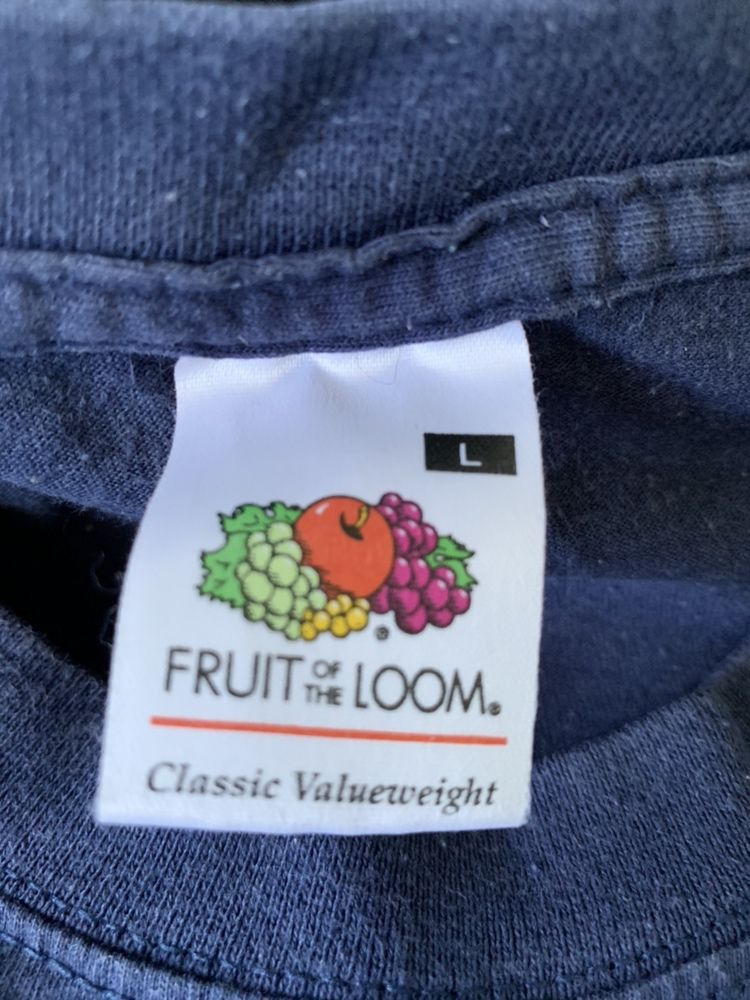 L
FRUIT OF THE LOOM®
Classic Valueweight